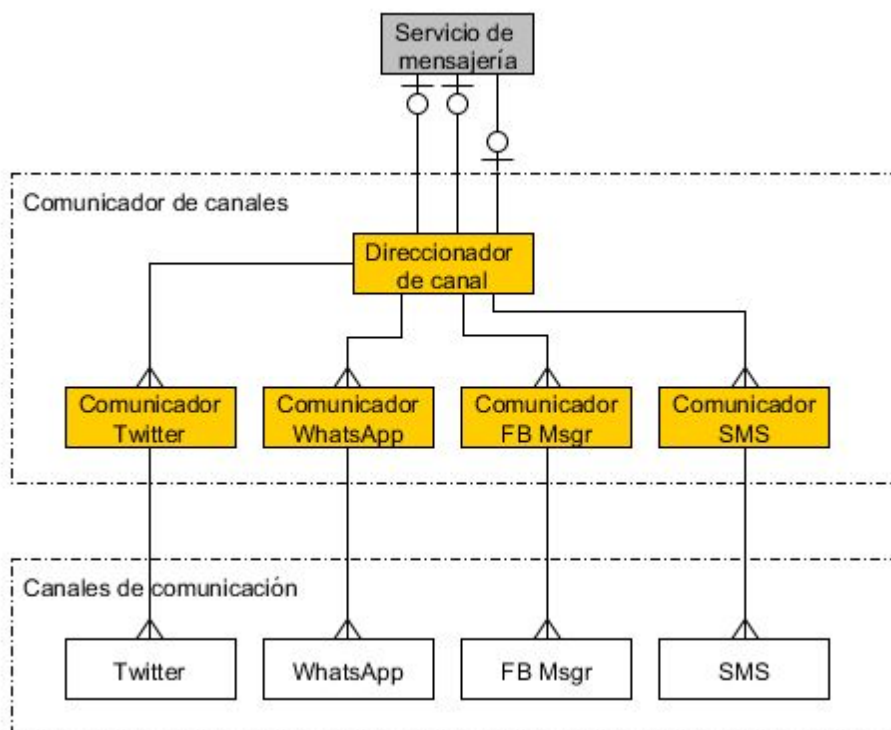 Servicio de
mensajería
Comunicador de canales
Direccionador
de canal
Comunicador
Twitter
Comunicador
WhatsApp
Comunicador
FB Msgr
Comunicador
SMS
Canales de comunicación
Twitter
WhatsApp
FB Msgr
SMS